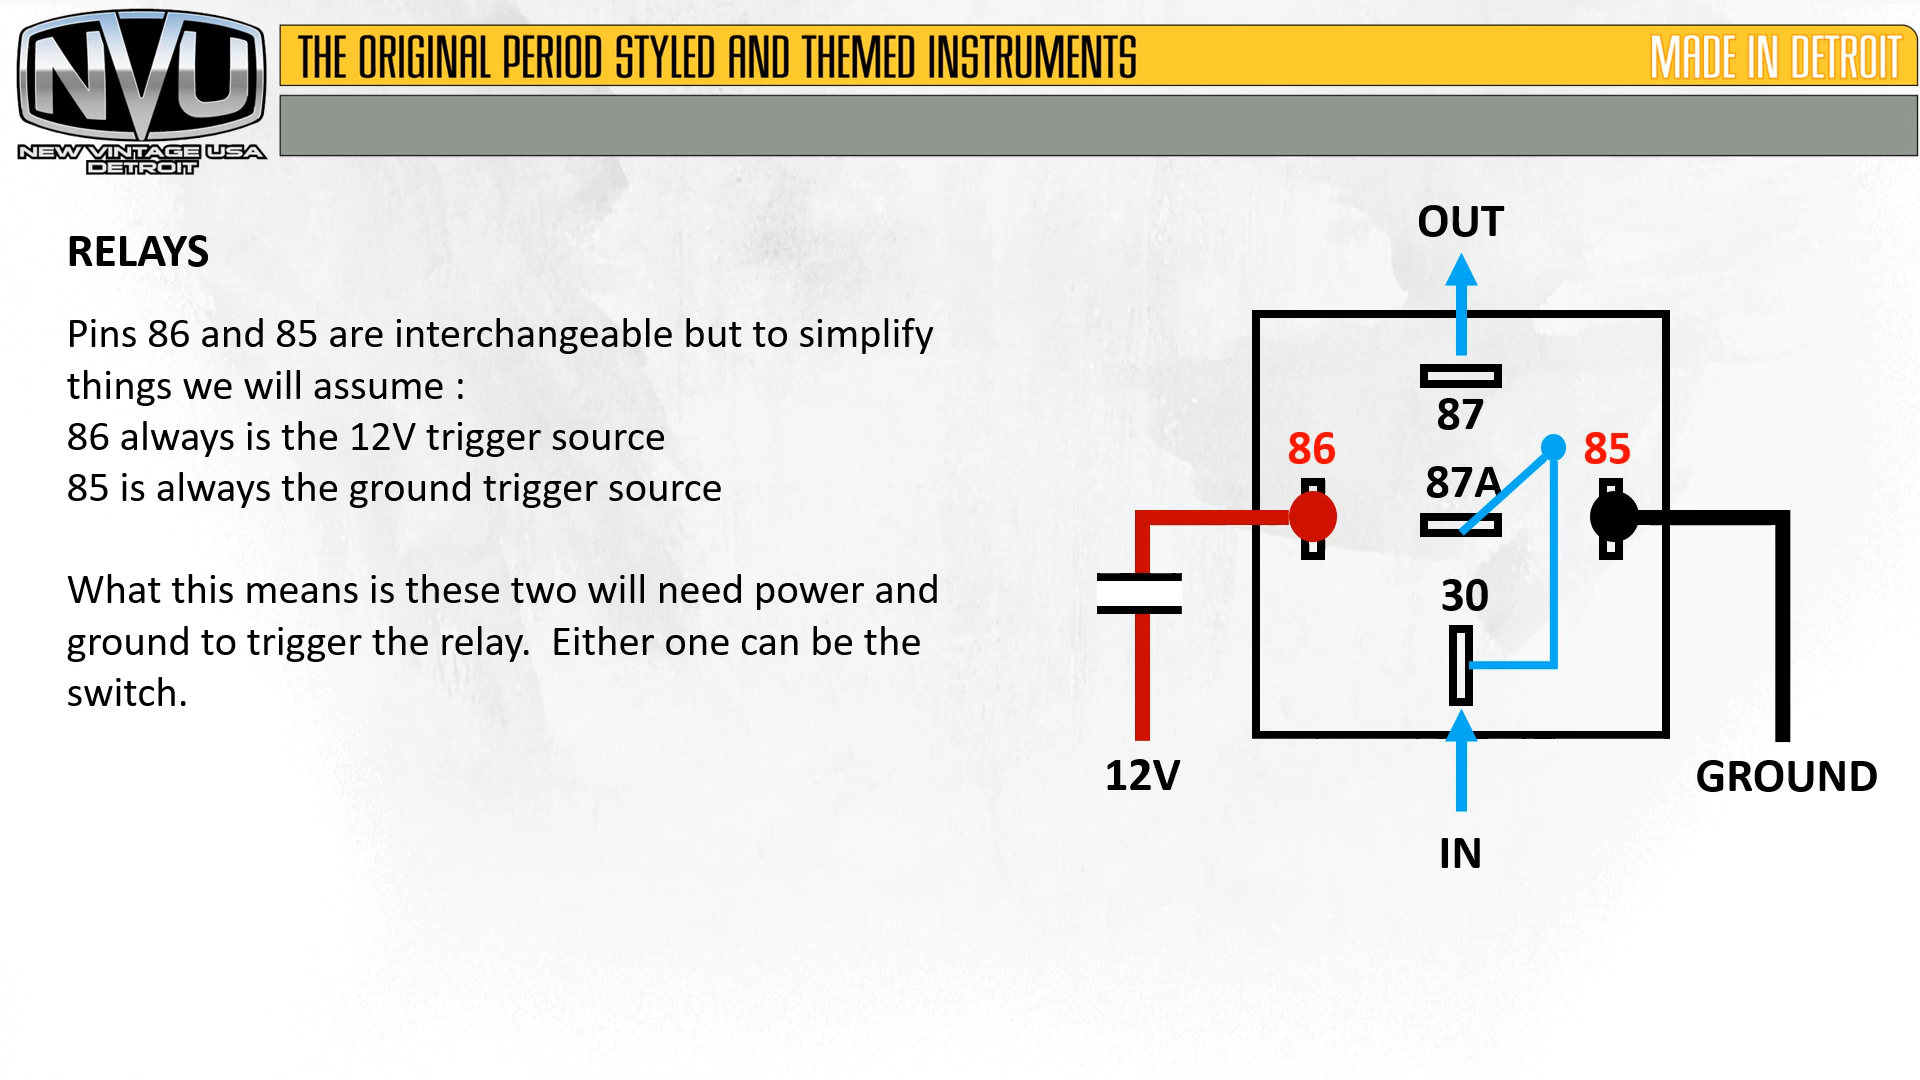 NVU
NEW VINTAGE USA
DETROIT
THE ORIGINAL PERIOD STYLED AND THEMED INSTRUMENTS
MADE IN DETROIT
RELAYS
Pins 86 and 85 are interchangeable but to simplify
things we will assume :
86 always is the 12V trigger source
85 is always the ground trigger source
What this means is these two will need power and
ground to trigger the relay.  Either one can be the
switch.
OUT
87
86
85
87A
30
12V
GROUND
IN